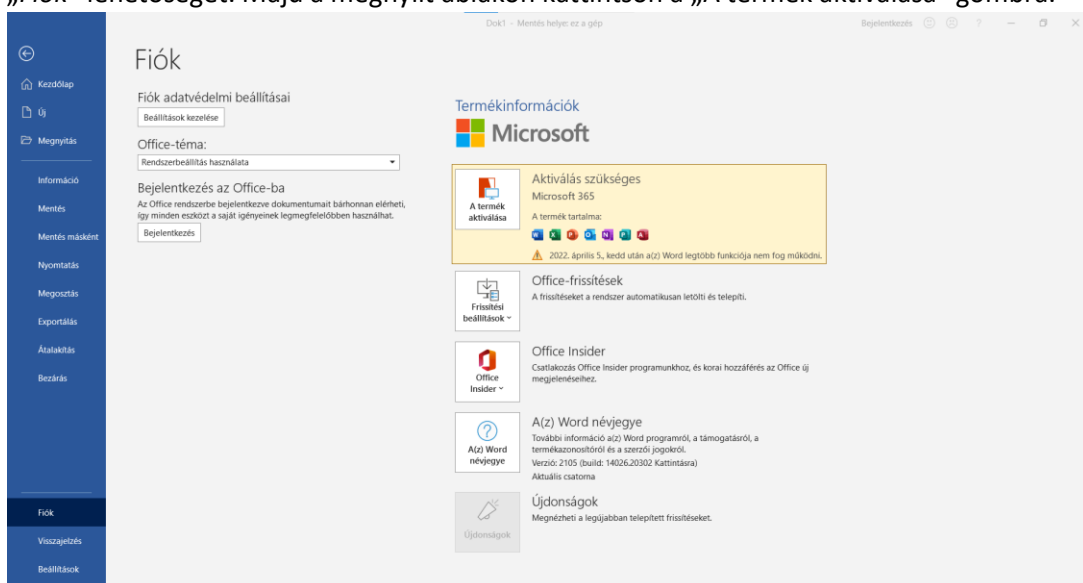 „Fiók” lehetőséget. Majd a megnyílt ablakon kattintson a „A termék aktiválása” gombra.
Dok1 - Mentés helye: ez a gép
Bejelentkezés
?
Fiók
Kezdőlap
Új
Megnyitás
Információ
Mentés
Mentés másként
Nyomtatás
Megosztás
Exportálás
Átalakítás
Bezárás
Fiók
Visszajelzés
Beállítások
Fiók adatvédelmi beállításai
Beállítások kezelése
Office-téma:
Rendszerbeállítás használata
Bejelentkezés az Office-ba
Az Office rendszerbe bejelentkezve dokumentumait bárhonnan elérheti,
így minden eszközt a saját igényeinek legmegfelelőbben használhat.
Bejelentkezés
Termékinformációk
Microsoft
A termék
aktiválása
Aktiválás szükséges
Microsoft 365
A termék tartalma:
2022. április 5., kedd után a(z) Word legtöbb funkciója nem fog működni.
Frissítési
beállítások
Office-frissítések
A frissítéseket a rendszer automatikusan letölti és telepíti.
Office
Insider
Office Insider
Csatlakozás Office Insider programunkhoz, és korai hozzáférés az Office új
megjelenéseihez.
A(z) Word
névjegye
A(z) Word névjegye
További információ a(z) Word programról, a támogatásról, a
termékazonosítóról és a szerzői jogokról.
Verzió: 2105 (build: 14026.20302 Kattintásra)
Aktuális csatorna
Újdonságok
Újdonságok
Megnézheti a legújabban telepített frissítéseket.